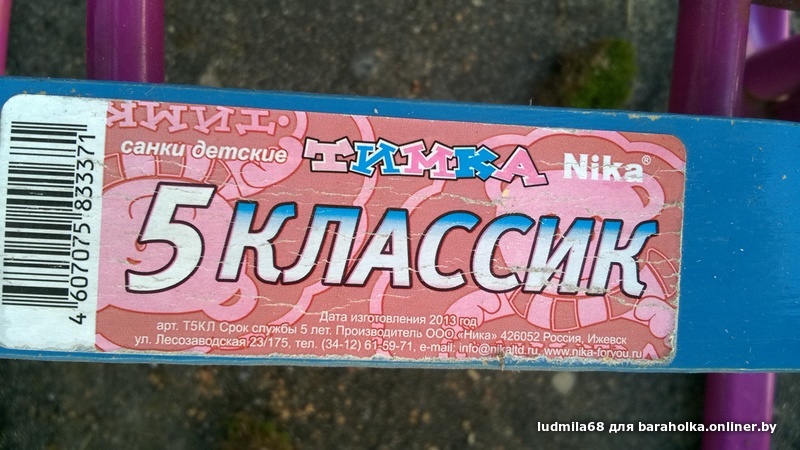 ТИМК
санки детские ТИМКА Nika®
5 КЛАССИК
Дата изготовления 2013 год
арт. Т5КЛ Срок службы 5 лет. Производитель ООО «Ника» 426052 Россия, Ижевск
ул. Лесозаводская 23/175, тел. (34-12) 61-59-71, e-mail: info@nikaltd.ru, www.nika-foryou.ru
4 607075 833371
ludmila68 для baraholka.onliner.by